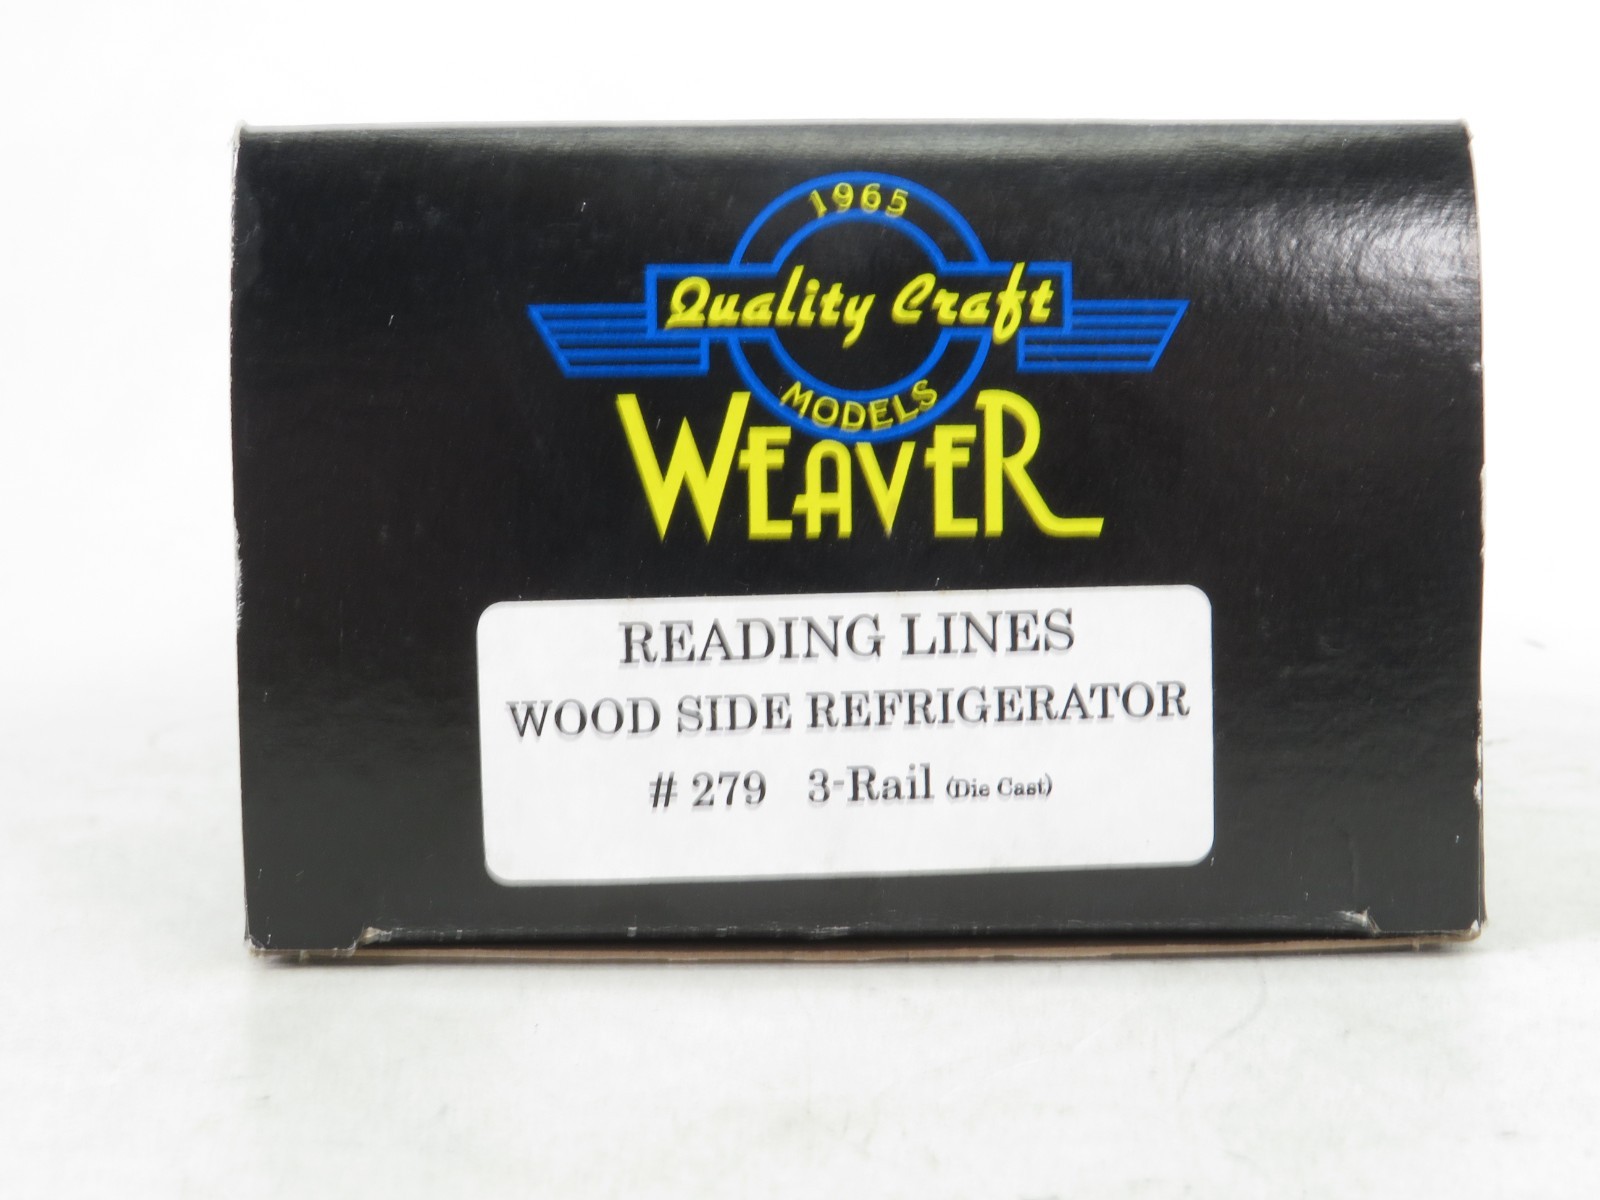 1965
Quality Craft
MODELS
WEAVER
READING LINES
WOOD SIDE REFRIGERATOR
# 279 3-Rail (Die Cast)